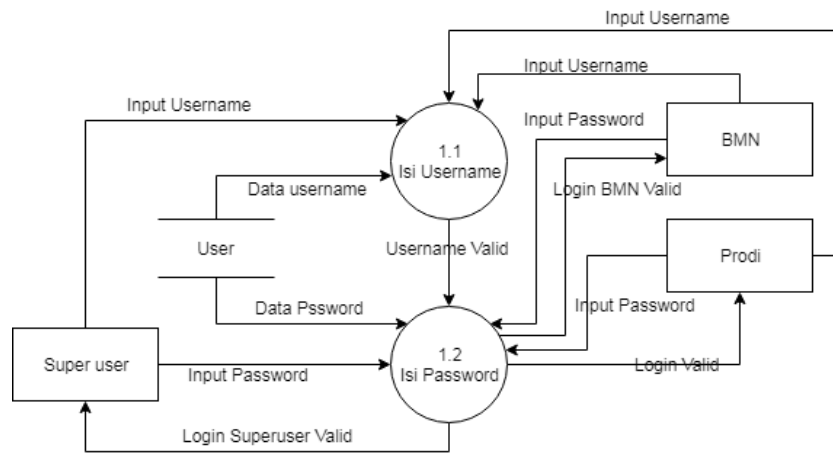 Input Username
Input Username
Input Username
Input Password
BMN
1.1
Isi Username
Data username
Login BMN Valid
User
Username Valid
Prodi
Data Pssword
Input Password
1.2
Isi Password
Super user
Input Password
Login Valid
Login Superuser Valid